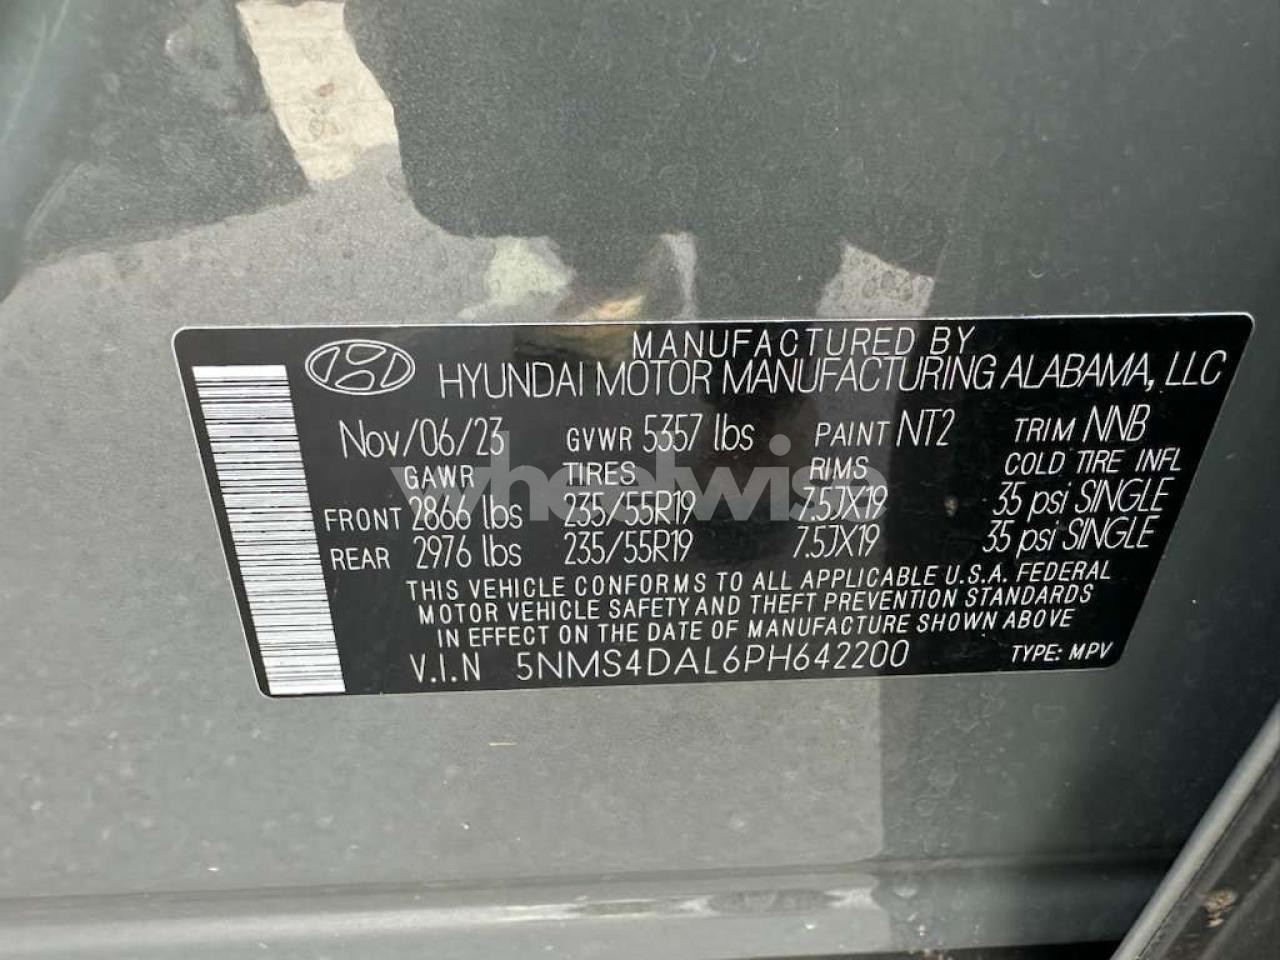 MANUFACTURED BY
HYUNDAI MOTOR MANUFACTURING ALABAMA, LLC
Nov/06/23 GVWR 5357 lbs PAINT NT2 TRIM NNB
GAWR TIRES RIMS COLD TIRE INFL
FRONT 2866 lbs 235/55R19 7.5JX19 35 psi SINGLE
REAR 2976 lbs 235/55R19 7.5JX19 35 psi SINGLE
THIS VEHICLE CONFORMS TO ALL APPLICABLE U.S.A. FEDERAL
MOTOR VEHICLE SAFETY AND THEFT PREVENTION STANDARDS
IN EFFECT ON THE DATE OF MANUFACTURE SHOWN ABOVE
V.I.N 5NMS4DAL6PH642200 TYPE: MPV
wheelwise